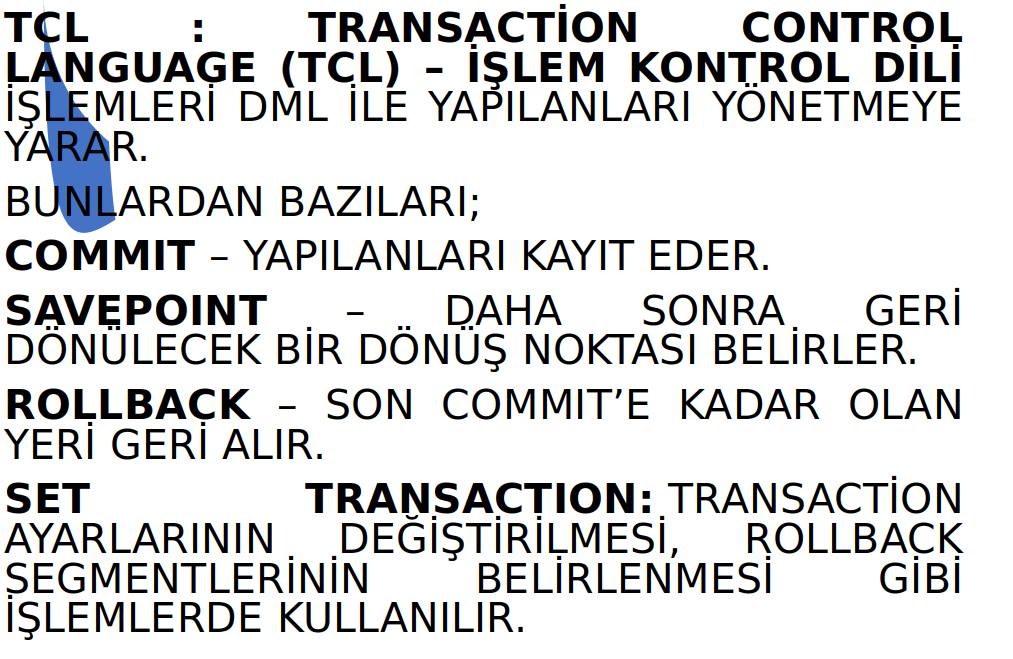 TCL : TRANSACTİON CONTROL
LANGUAGE (TCL) – İŞLEM KONTROL DİLİ
İŞLEMLERİ DML İLE YAPILANLARI YÖNETMEYE
YARAR.
BUNLARDAN BAZILARI;
COMMIT – YAPILANLARI KAYIT EDER.
SAVEPOINT – DAHA SONRA GERİ
DÖNÜLECEK BİR DÖNÜŞ NOKTASI BELİRLER.
ROLLBACK – SON COMMIT’E KADAR OLAN
YERİ GERİ ALIR.
SET TRANSACTION: TRANSACTİON
AYARLARININ DEĞİŞTİRİLMESİ, ROLLBACK
SEGMENTLERİNİN BELİRLENMESİ GİBİ
İŞLEMLERDE KULLANILIR.